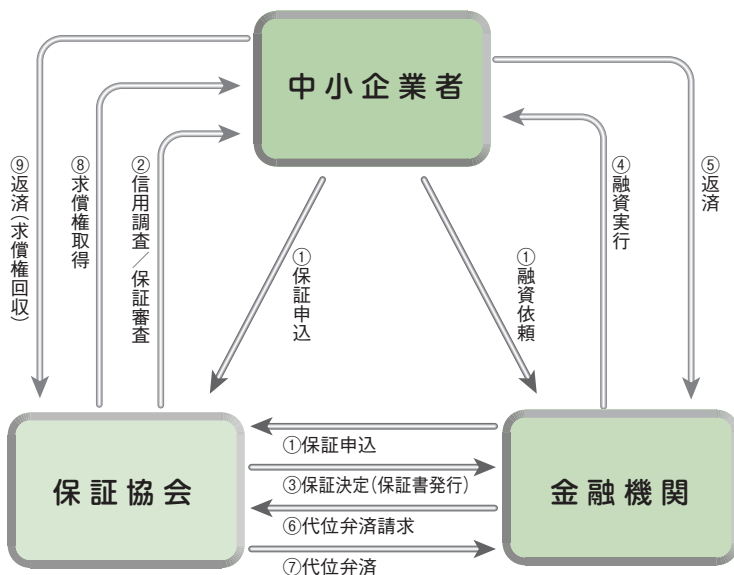 中小企業者
⑨返済(求償権回収)
⑧求償権取得
②信用調査／保証審査
①保証申込
①融資依頼
④融資実行
⑤返済
①保証申込
③保証決定(保証書発行)
⑥代位弁済請求
⑦代位弁済
保証協会
金融機関